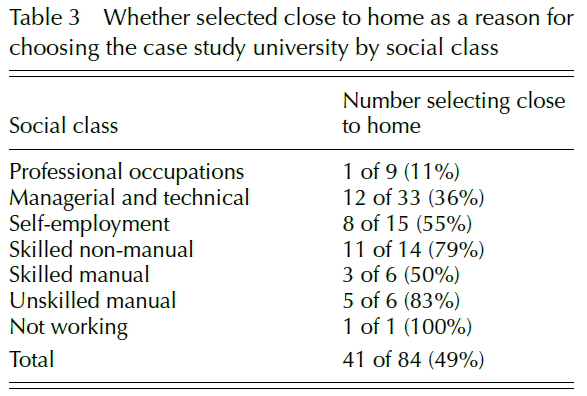 Table 3 Whether selected close to home as a reason for
choosing the case study university by social class
Social class
Number selecting close
to home
Professional occupations 1 of 9 (11%)
Managerial and technical 12 of 33 (36%)
Self-employment 8 of 15 (55%)
Skilled non-manual 11 of 14 (79%)
Skilled manual 3 of 6 (50%)
Unskilled manual 5 of 6 (83%)
Not working 1 of 1 (100%)
Total 41 of 84 (49%)